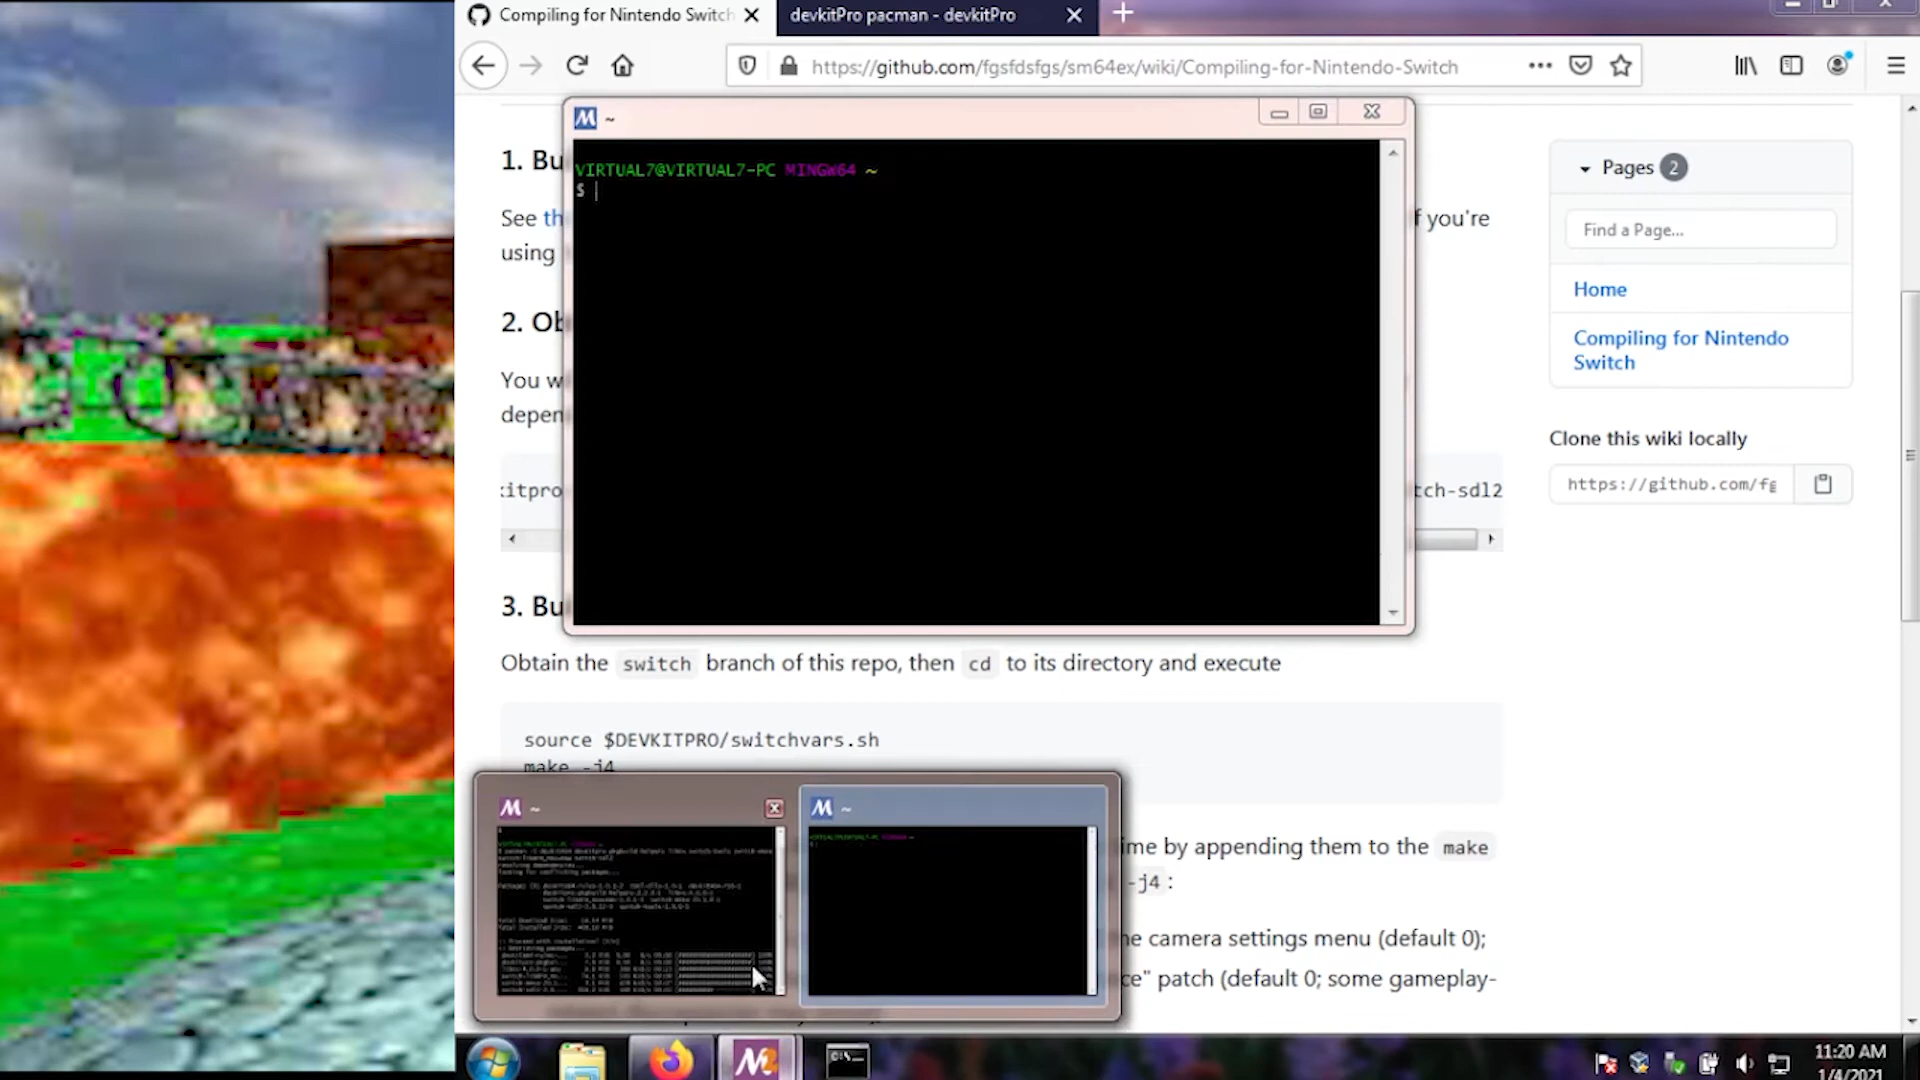 Compiling for Nintendo Switch
devkitPro pacman - devkitPro
https://github.com/fgsfdsfgs/sm64ex/wiki/Compiling-for-Nintendo-Switch
~
VIRTUAL7@VIRTUAL7-PC MINGW64 ~
$
1. Bu
See th
f you're
using
2. Ob
You w
depen
kitpro
tch-sdl2
3. Bu
Obtain the switch branch of this repo, then cd to its directory and execute
source $DEVKITPRO/switchvars.sh
make -j4
ime by appending them to the make
-j4:
ne camera settings menu (default 0);
ce" patch (default 0; some gameplay-
Pages 2
Find a Page...
Home
Compiling for Nintendo
Switch
Clone this wiki locally
https://github.com/fg
~
~
11:20 AM
1/4/2021